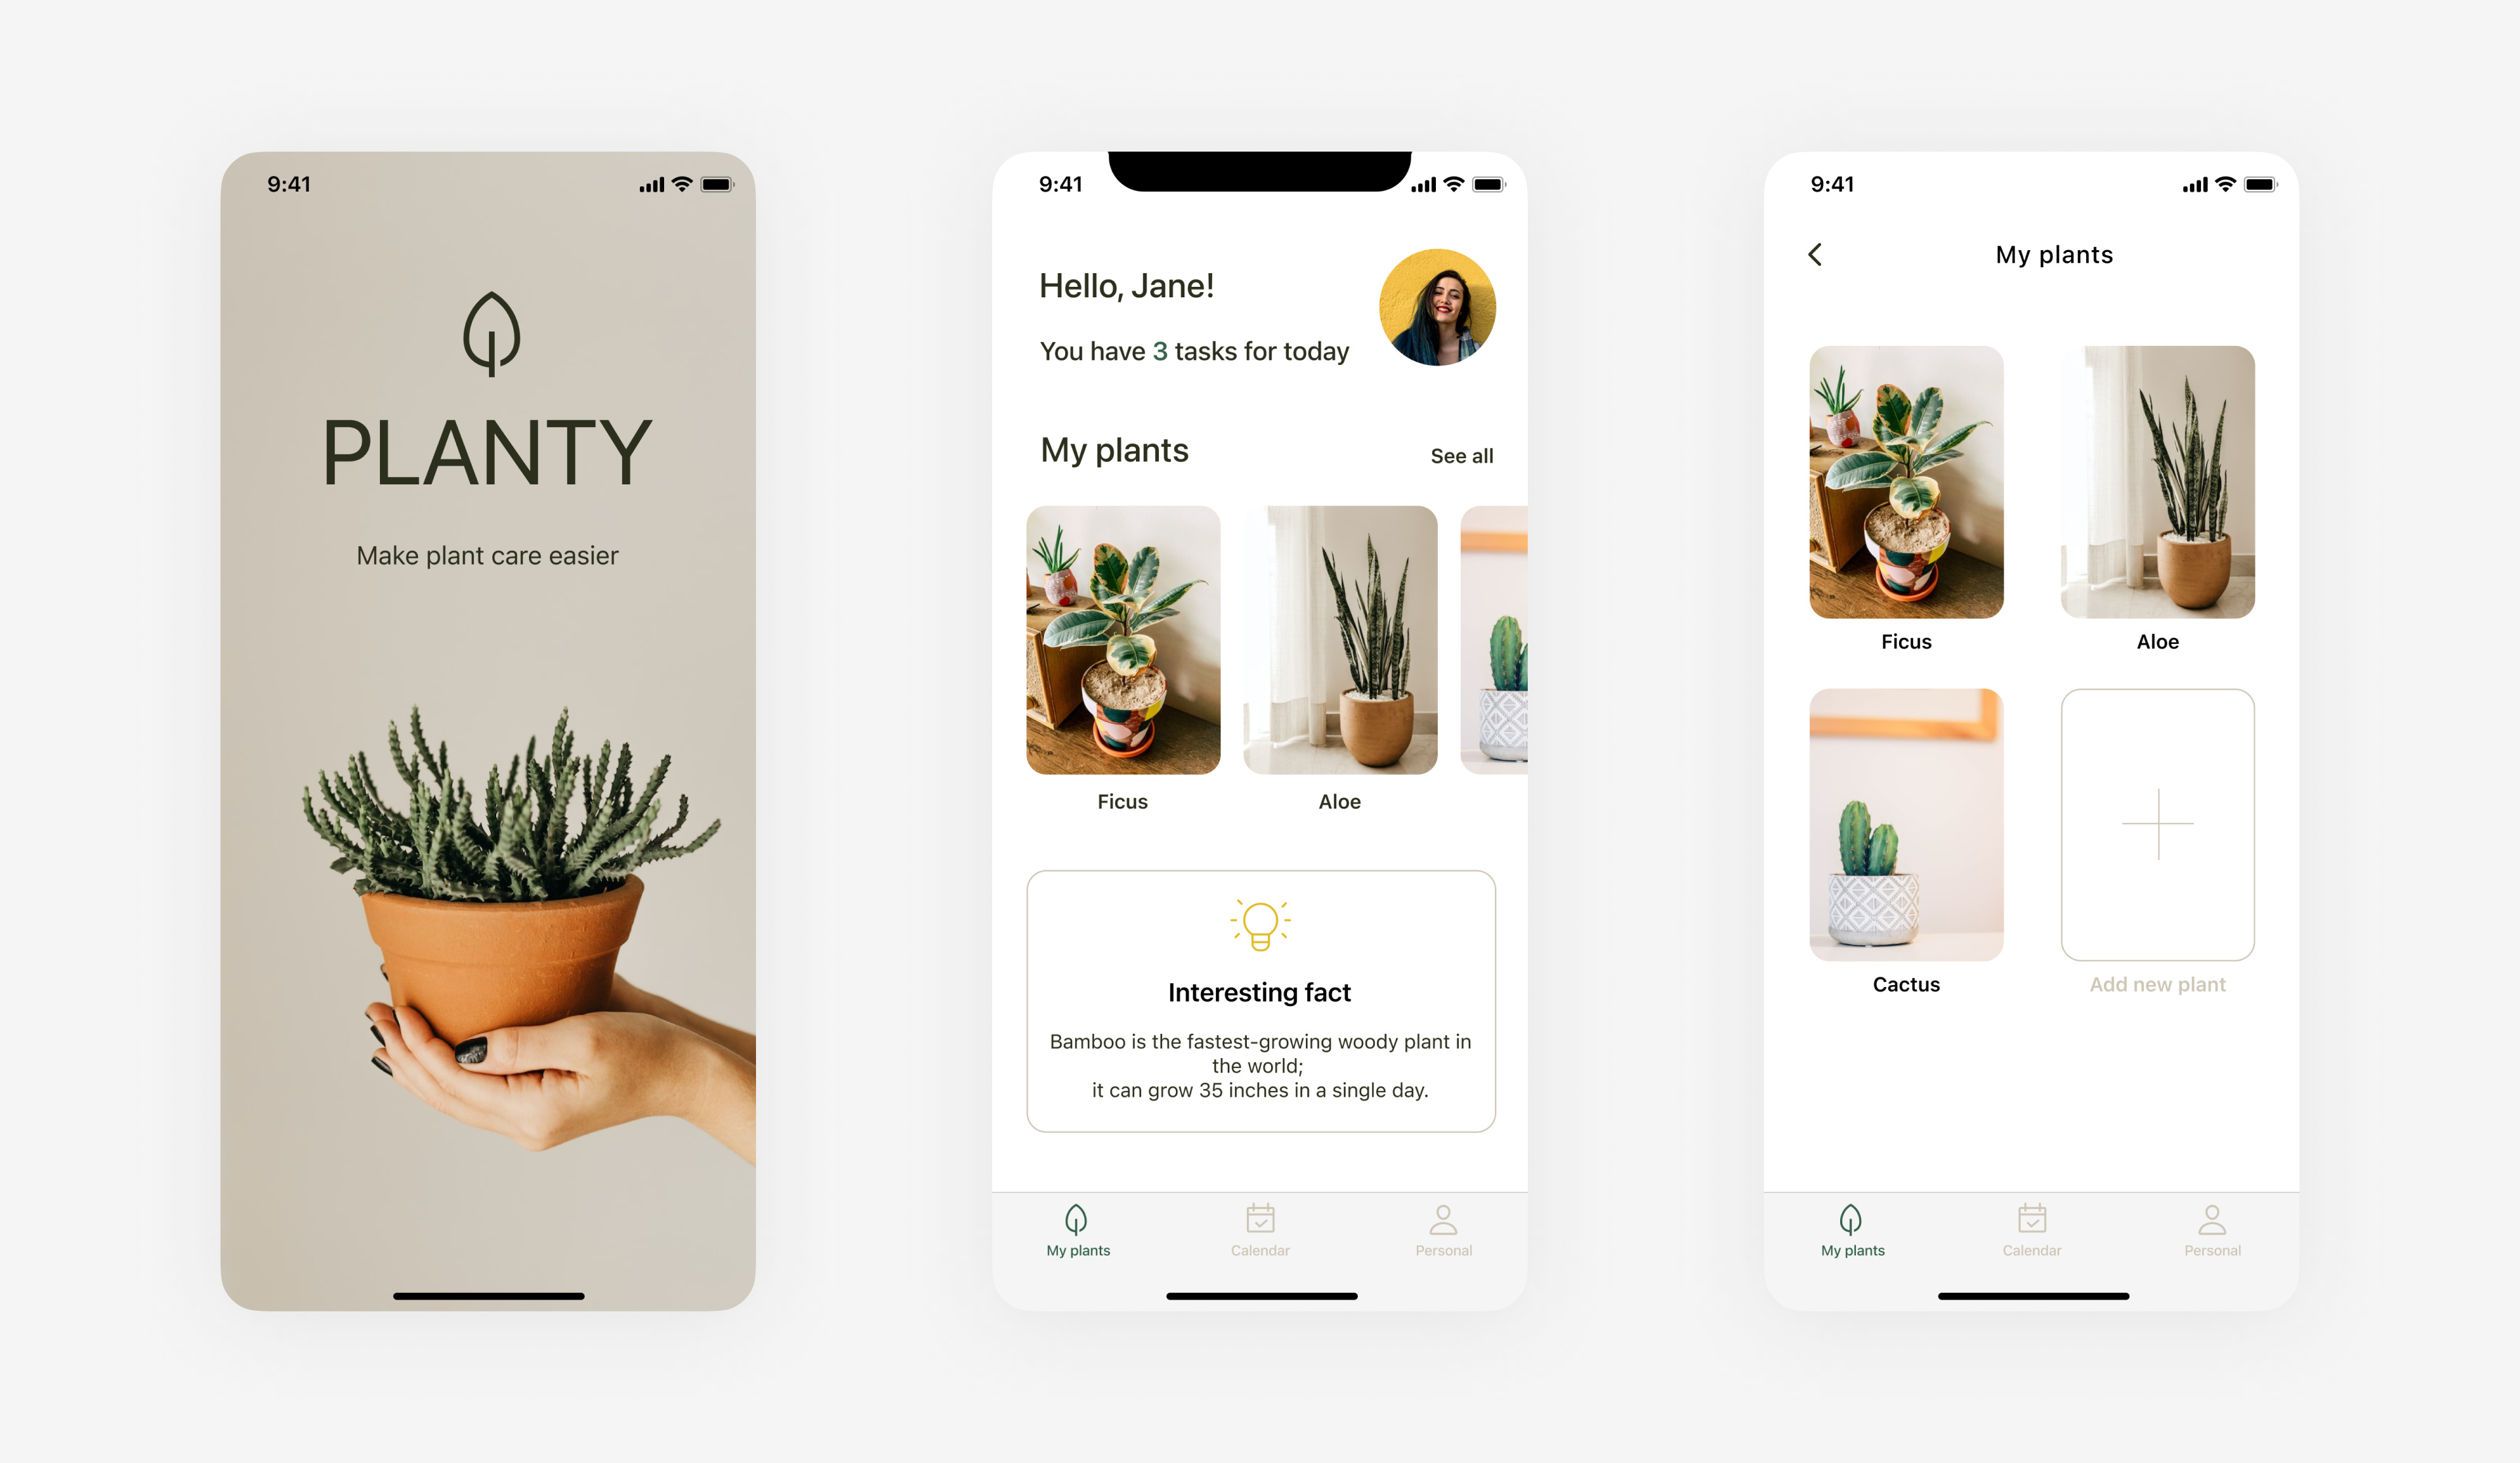 9:41
PLANTY
Make plant care easier
9:41
Hello, Jane!
You have 3 tasks for today
My plants
See all
Ficus
Aloe
Interesting fact
Bamboo is the fastest-growing woody plant in
the world;
it can grow 35 inches in a single day.
My plants
Calendar
Personal
9:41
My plants
Ficus
Aloe
Cactus
Add new plant
My plants
Calendar
Personal